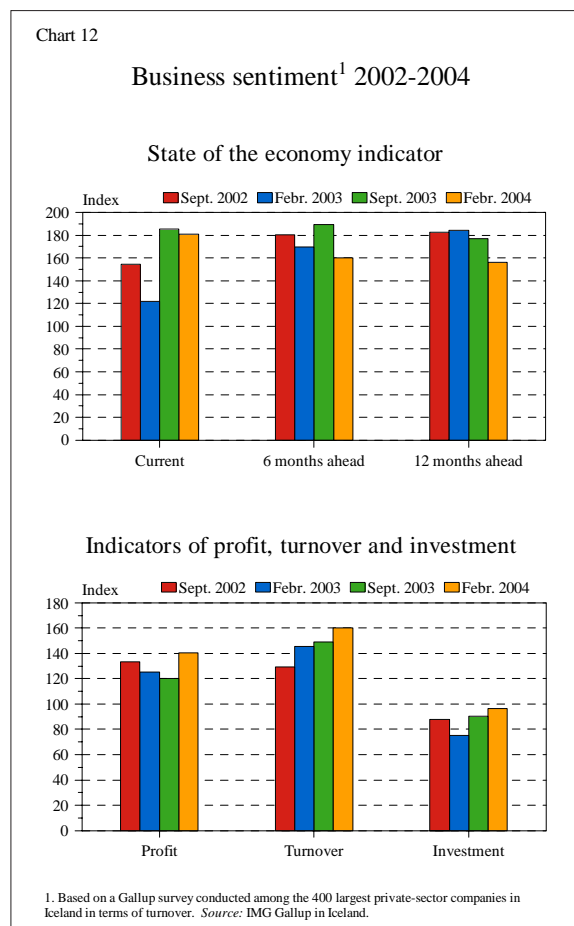 Chart 12
Business sentiment¹ 2002-2004
State of the economy indicator
Index
Sept. 2002 Febr. 2003 Sept. 2003 Febr. 2004
200
180
160
140
120
100
80
60
40
20
0
Current 6 months ahead 12 months ahead
Indicators of profit, turnover and investment
Index
Sept. 2002 Febr. 2003 Sept. 2003 Febr. 2004
180
160
140
120
100
80
60
40
20
0
Profit Turnover Investment
1. Based on a Gallup survey conducted among the 400 largest private-sector companies in
Iceland in terms of turnover. Source: IMG Gallup in Iceland.